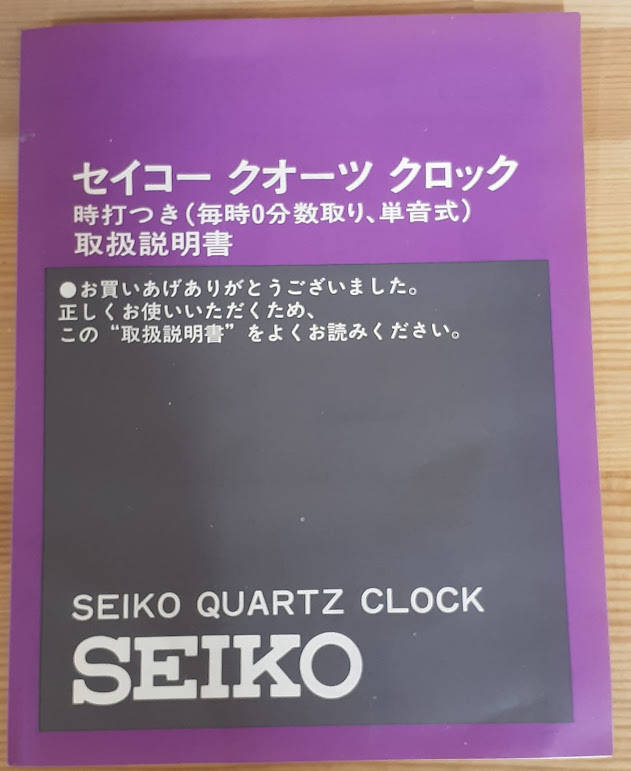 セイコー クオーツ クロック
時打つき(毎時0分数取り、単音式)
取扱説明書
●お買いあげありがとうございました。
正しくお使いいただくため、
この“取扱説明書”をよくお読みください。
SEIKO QUARTZ CLOCK
SEIKO